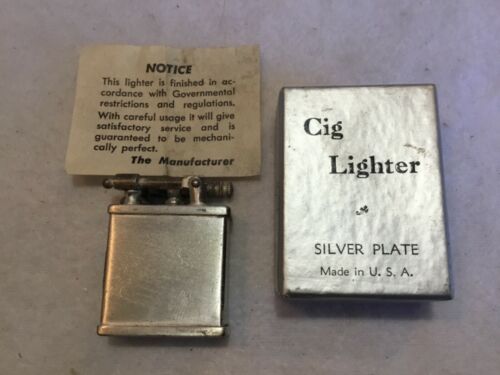 NOTICE
This lighter is finished in ac-
cordance with Governmental
restrictions and regulations.
With careful usage it will give
satisfactory service and is
guaranteed to be mechani-
cally perfect.
The Manufacturer
Cig
Lighter
SILVER PLATE
Made in U. S. A.